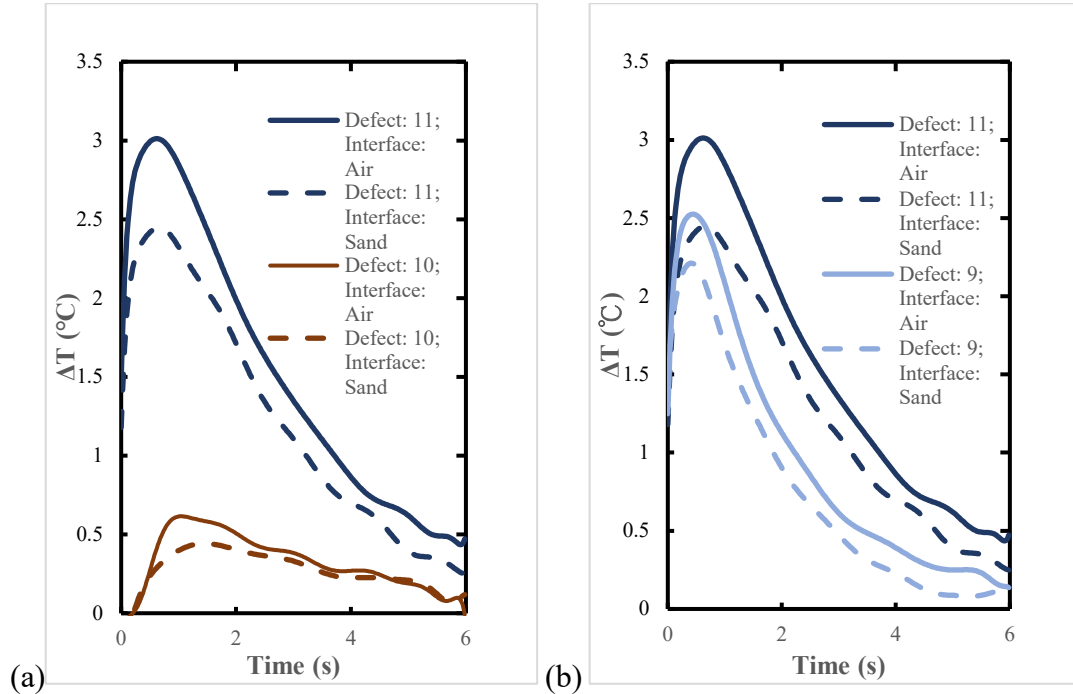 3.5
3
2.5
2
1.5
1
0.5
0
ΔT (℃)
0
2
4
6
Time (s)
Defect: 11;
Interface:
Air
Defect: 11;
Interface:
Sand
Defect: 10;
Interface:
Air
Defect: 10;
Interface:
Sand
(a)
3.5
3
2.5
2
1.5
1
0.5
0
ΔT (℃)
0
2
4
6
Time (s)
Defect: 11;
Interface:
Air
Defect: 11;
Interface:
Sand
Defect: 9;
Interface:
Air
Defect: 9;
Interface:
Sand
(b)